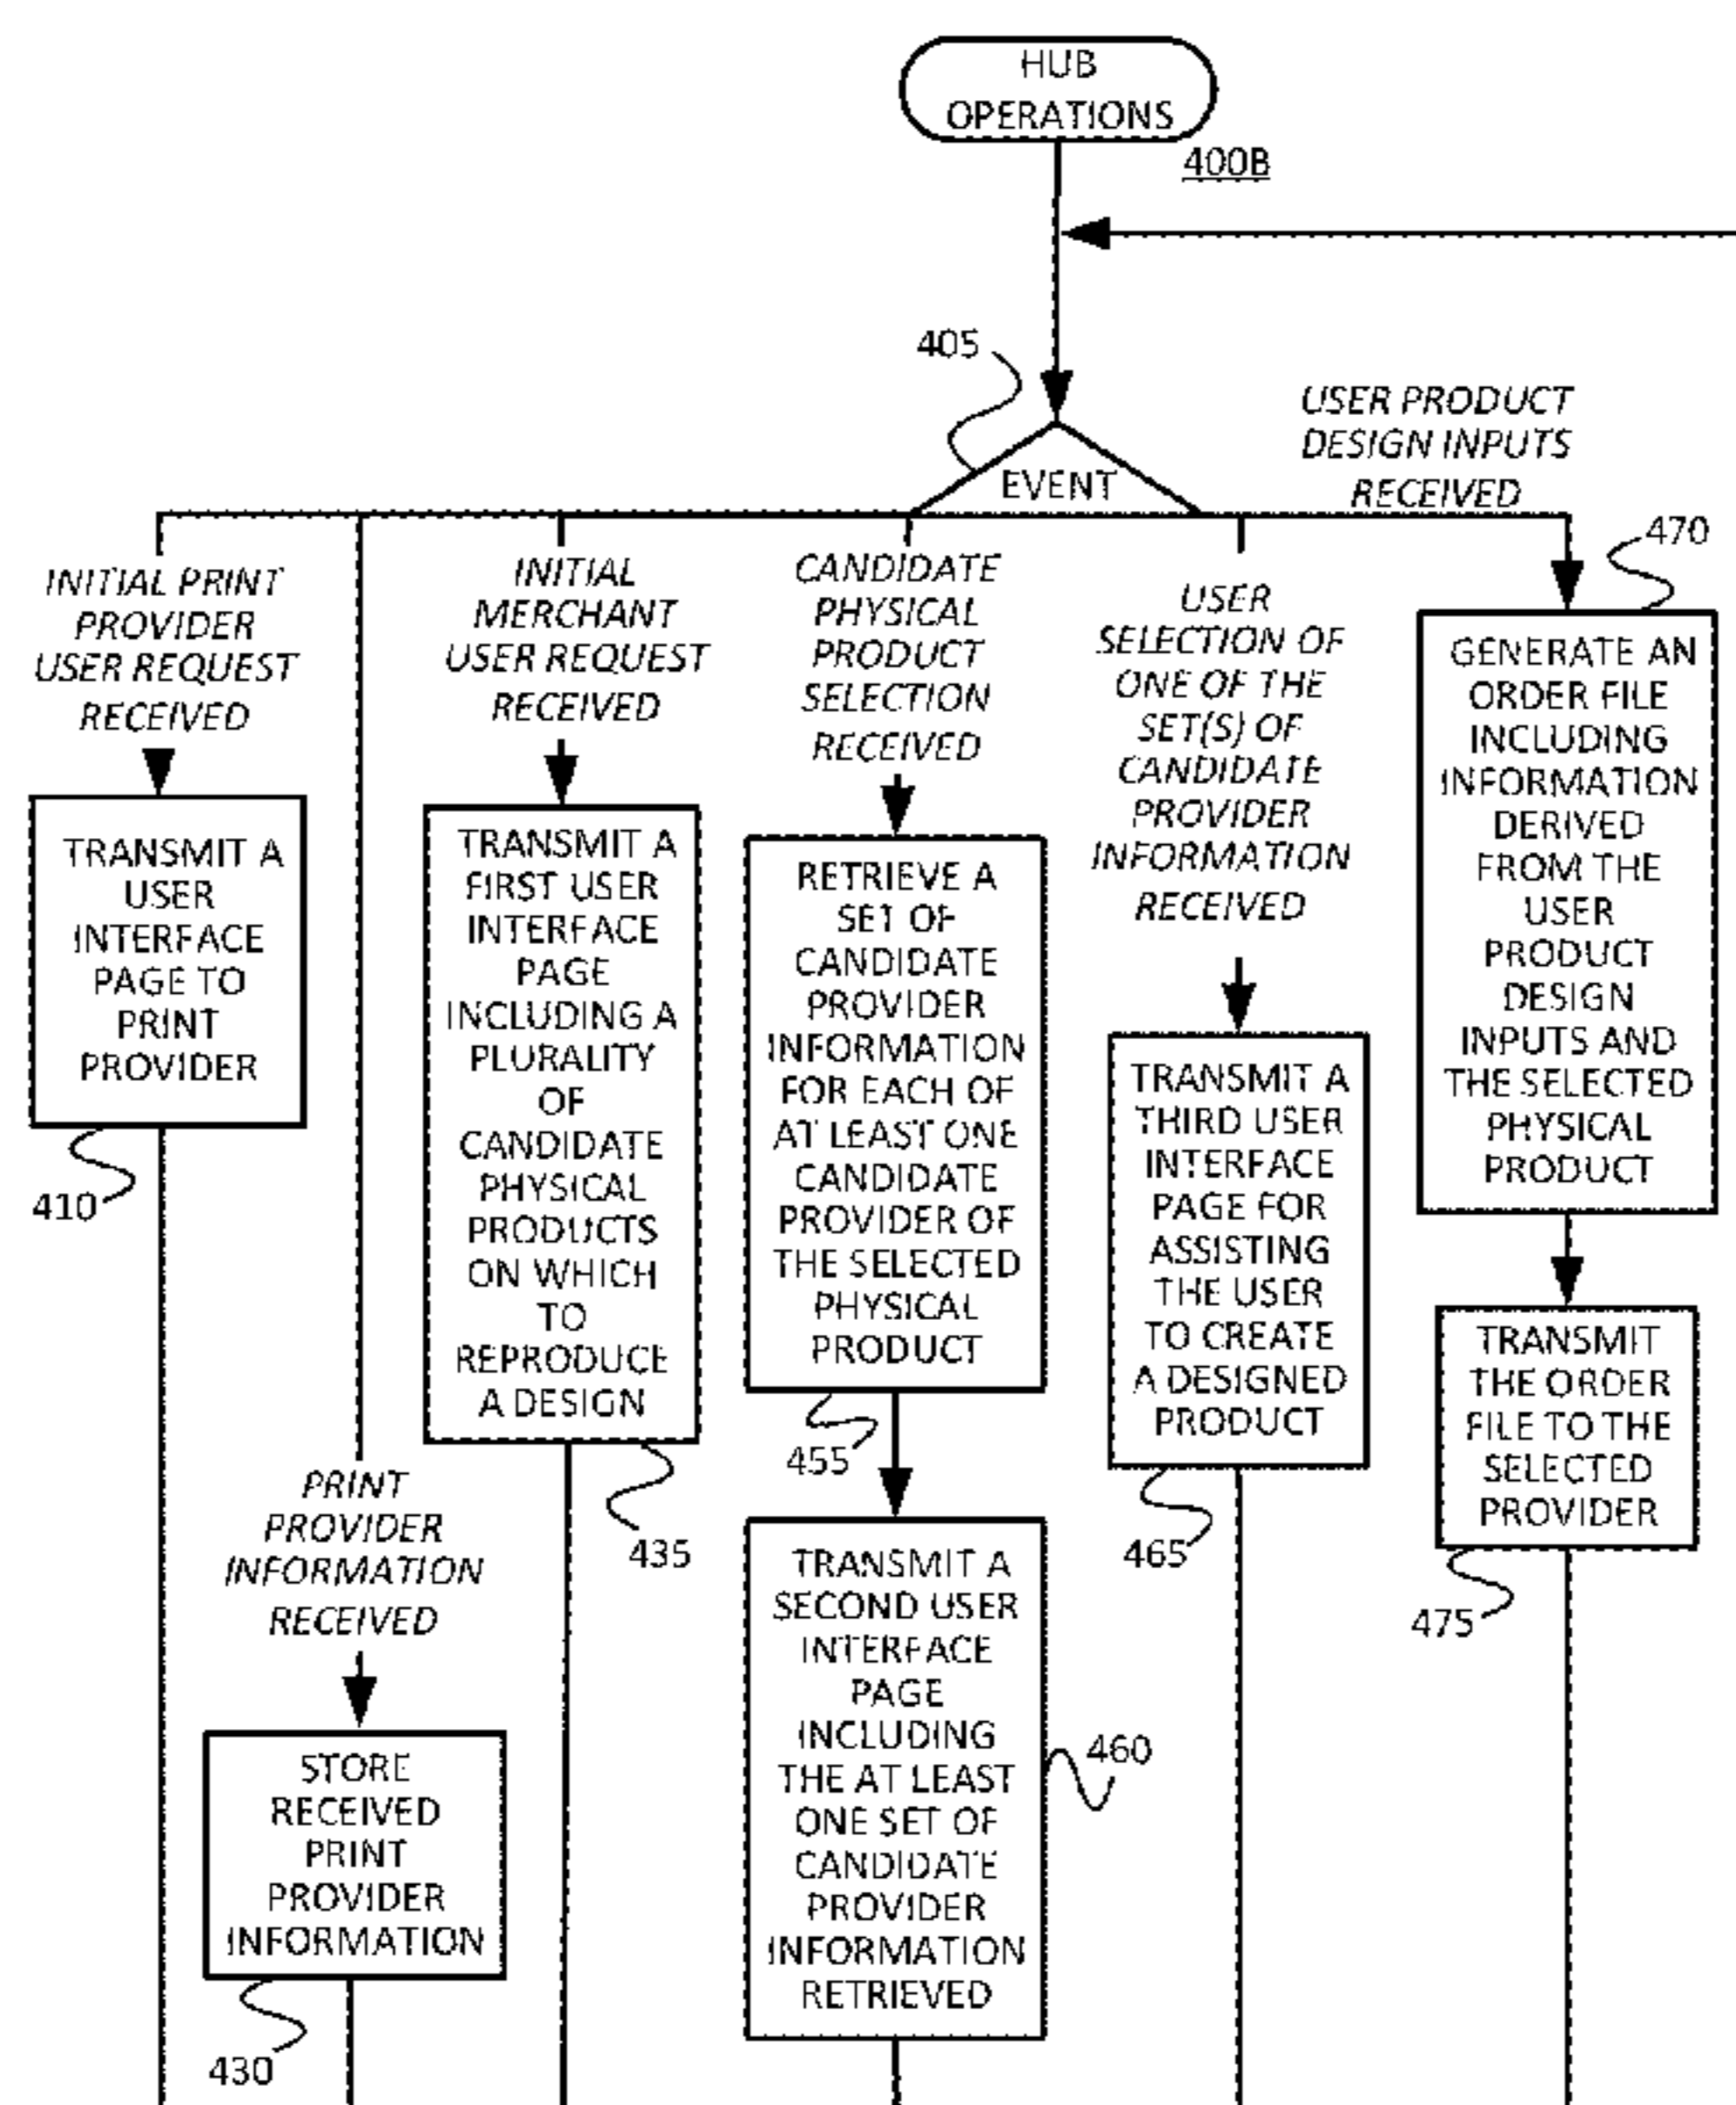 HUB
OPERATIONS
400B
405
EVENT
USER PRODUCT
DESIGN INPUTS
RECEIVED
470
INITIAL PRINT
PROVIDER
USER REQUEST
RECEIVED
TRANSMIT A
USER
INTERFACE
PAGE TO
PRINT
PROVIDER
410
PRINT
PROVIDER
INFORMATION
RECEIVED
STORE
RECEIVED
PRINT
PROVIDER
INFORMATION
430
INITIAL
MERCHANT
USER REQUEST
RECEIVED
TRANSMIT A
FIRST USER
INTERFACE
PAGE
INCLUDING A
PLURALITY
OF
CANDIDATE
PHYSICAL
PRODUCTS
ON WHICH
TO
REPRODUCE
A DESIGN
435
CANDIDATE
PHYSICAL
PRODUCT
SELECTION
RECEIVED
RETRIEVE A
SET OF
CANDIDATE
PROVIDER
INFORMATION
FOR EACH OF
AT LEAST ONE
CANDIDATE
PROVIDER OF
THE SELECTED
PHYSICAL
PRODUCT
455
TRANSMIT A
SECOND USER
INTERFACE
PAGE
INCLUDING
THE AT LEAST
ONE SET OF
CANDIDATE
PROVIDER
INFORMATION
RETRIEVED
460
USER
SELECTION OF
ONE OF THE
SET(S) OF
CANDIDATE
PROVIDER
INFORMATION
RECEIVED
TRANSMIT A
THIRD USER
INTERFACE
PAGE FOR
ASSISTING
THE USER
TO CREATE
A DESIGNED
PRODUCT
465
GENERATE AN
ORDER FILE
INCLUDING
INFORMATION
DERIVED
FROM THE
USER
PRODUCT
DESIGN
INPUTS AND
THE SELECTED
PHYSICAL
PRODUCT
TRANSMIT
THE ORDER
FILE TO THE
SELECTED
PROVIDER
475